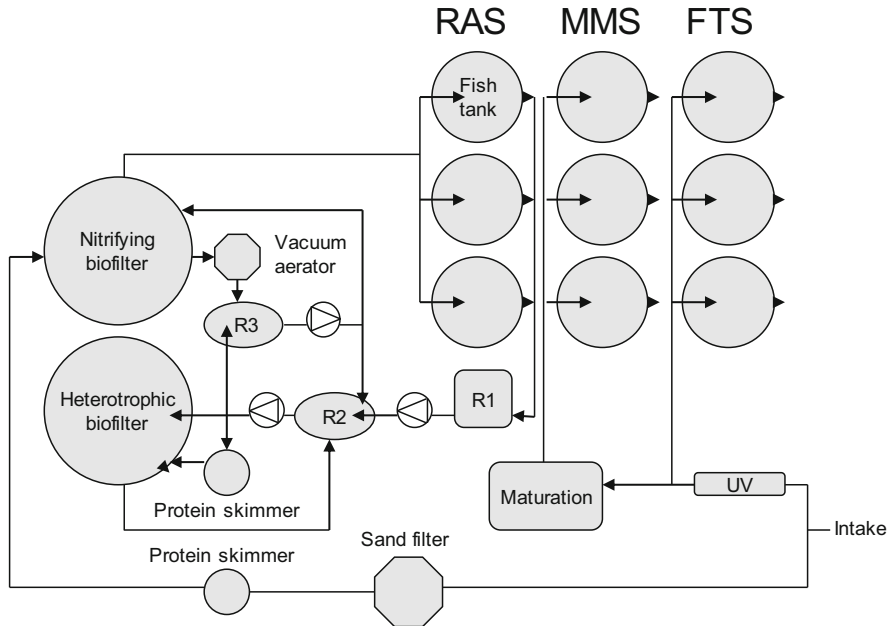 RAS MMS FTS
Fish
tank
Nitrifying
biofilter
Vacuum
aerator
R3
Heterotrophic
biofilter
R2
R1
Protein skimmer
Maturation
UV
Intake
Sand filter
Protein skimmer